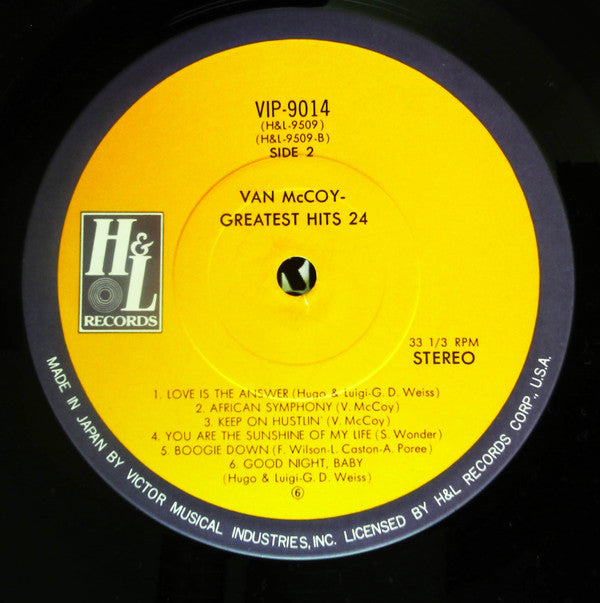 VIP-9014
(H&L-9509)
(H&L-9509-B)
SIDE 2
VAN McCOY-
GREATEST HITS 24
H&L
RECORDS
33 1/3 RPM
STEREO
1. LOVE IS THE ANSWER (Hugo & Luigi-G. D. Weiss)
2. AFRICAN SYMPHONY (V. McCoy)
3. KEEP ON HUSTLIN' (V. McCoy)
4. YOU ARE THE SUNSHINE OF MY LIFE (S. Wonder)
5. BOOGIE DOWN (F. Wilson-L. Caston-A. Poree)
6. GOOD NIGHT, BABY
(Hugo & Luigi-G. D. Weiss)
⑥
MADE IN JAPAN BY VICTOR MUSICAL INDUSTRIES, INC. LICENSED BY H&L RECORDS CORP., U.S.A.